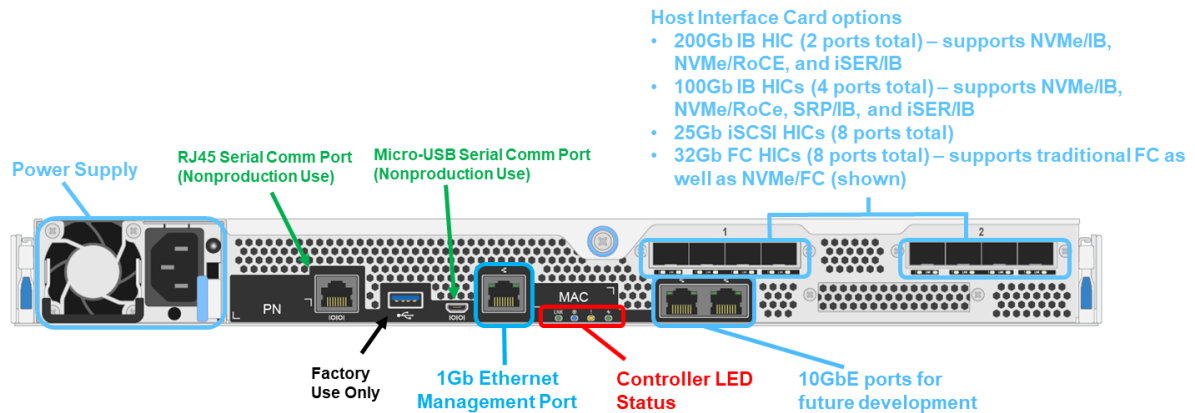 Host Interface Card options
• 200Gb IB HIC (2 ports total) – supports NVMe/IB,
NVMe/RoCE, and iSER/IB
• 100Gb IB HICs (4 ports total) – supports NVMe/IB,
NVMe/RoCe, SRP/IB, and iSER/IB
• 25Gb iSCSI HICs (8 ports total)
• 32Gb FC HICs (8 ports total) – supports traditional FC as
well as NVMe/FC (shown)
Power Supply
RJ45 Serial Comm Port
(Nonproduction Use)
Micro-USB Serial Comm Port
(Nonproduction Use)
1
2
PN
MAC
LNK
IOIOI
IOIOI
Factory
Use Only
1Gb Ethernet
Management Port
Controller LED
Status
10GbE ports for
future development